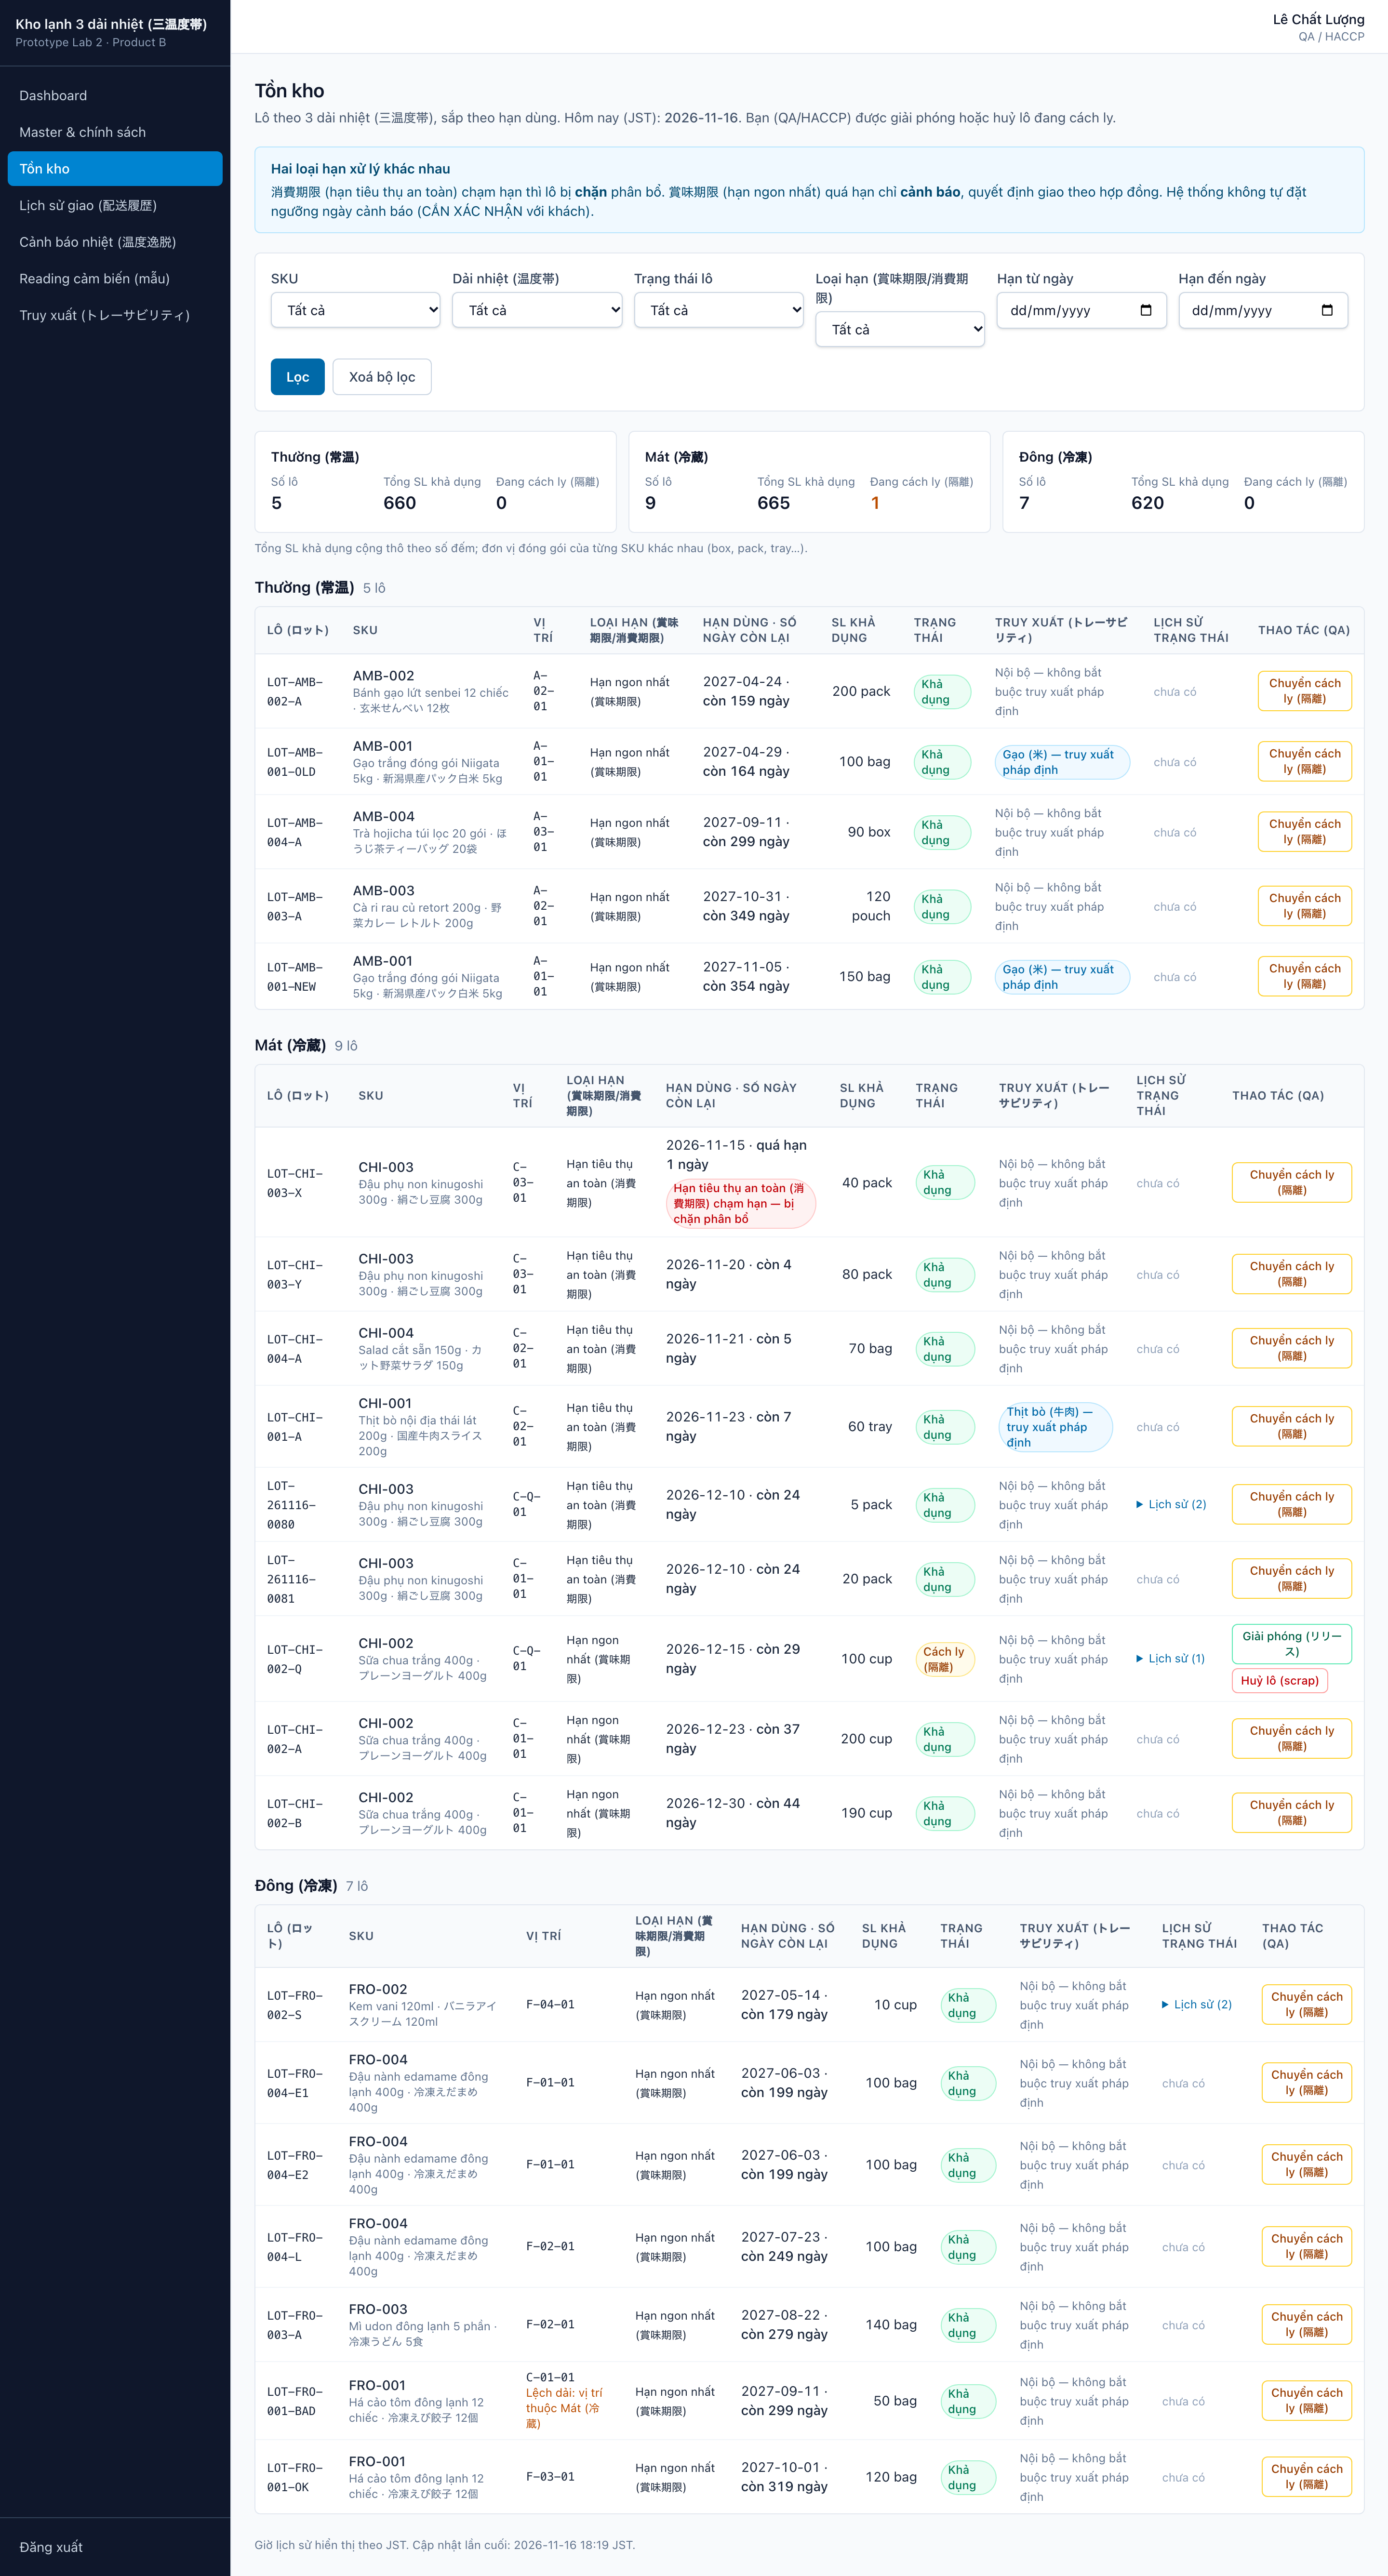 Kho lạnh 3 dải nhiệt (三温度帯)
Prototype Lab 2 · Product B
Dashboard
Master & chính sách
Tồn kho
Lịch sử giao (配送履歴)
Cảnh báo nhiệt (温度逸脱)
Reading cảm biến (mẫu)
Truy xuất (トレーサビリティ)
Đăng xuất
Lê Chất Lượng
QA / HACCP
Tồn kho
Lô theo 3 dải nhiệt (三温度帯), sắp theo hạn dùng. Hôm nay (JST): 2026-11-16. Bạn (QA/HACCP) được giải phóng hoặc huỷ lô đang cách ly.
Hai loại hạn xử lý khác nhau
消費期限 (hạn tiêu thụ an toàn) chạm hạn thì lô bị chặn phân bổ. 賞味期限 (hạn ngon nhất) quá hạn chỉ cảnh báo, quyết định giao theo hợp đồng. Hệ thống không tự đặt
ngưỡng ngày cảnh báo (CẦN XÁC NHẬN với khách).
SKU
Tất cả
Dải nhiệt (温度帯)
Tất cả
Trạng thái lô
Tất cả
Loại hạn (賞味期限/消費期
限)
Tất cả
Hạn từ ngày
dd/mm/yyyy
Hạn đến ngày
dd/mm/yyyy
Lọc
Xoá bộ lọc
Thường (常温)
Số lô Tổng SL khả dụng Đang cách ly (隔離)
5 660 0
Mát (冷蔵)
Số lô Tổng SL khả dụng Đang cách ly (隔離)
9 665 1
Đông (冷凍)
Số lô Tổng SL khả dụng Đang cách ly (隔離)
7 620 0
Tổng SL khả dụng cộng thô theo số đếm; đơn vị đóng gói của từng SKU khác nhau (box, pack, tray…).
Thường (常温) 5 lô
LÔ (ロット)
SKU
VỊ
TRÍ
LOẠI HẠN (賞味
期限/消費期限)
HẠN DÙNG · SỐ
NGÀY CÒN LẠI
SL KHẢ
DỤNG
TRẠNG
THÁI
TRUY XUẤT (トレーサビ
リティ)
LỊCH SỬ
TRẠNG THÁI
THAO TÁC (QA)
LOT-AMB-
002-A
AMB-002
Bánh gạo lứt senbei 12 chiếc
· 玄米せんべい 12枚
A-
02-
01
Hạn ngon nhất
(賞味期限)
2027-04-24 ·
còn 159 ngày
200 pack
Khả
dụng
Nội bộ — không bắt
buộc truy xuất pháp
định
chưa có
Chuyển cách
ly (隔離)
LOT-AMB-
001-OLD
AMB-001
Gạo trắng đóng gói Niigata
5kg · 新潟県産パック白米 5kg
A-
01-
01
Hạn ngon nhất
(賞味期限)
2027-04-29 ·
còn 164 ngày
100 bag
Khả
dụng
Gạo (米) — truy xuất
pháp định
chưa có
Chuyển cách
ly (隔離)
LOT-AMB-
004-A
AMB-004
Trà hojicha túi lọc 20 gói · ほ
うじ茶ティーバッグ 20袋
A-
03-
01
Hạn ngon nhất
(賞味期限)
2027-09-11 ·
còn 299 ngày
90 box
Khả
dụng
Nội bộ — không bắt
buộc truy xuất pháp
định
chưa có
Chuyển cách
ly (隔離)
LOT-AMB-
003-A
AMB-003
Cà ri rau củ retort 200g · 野
菜カレー レトルト 200g
A-
02-
01
Hạn ngon nhất
(賞味期限)
2027-10-31 ·
còn 349 ngày
120
pouch
Khả
dụng
Nội bộ — không bắt
buộc truy xuất pháp
định
chưa có
Chuyển cách
ly (隔離)
LOT-AMB-
001-NEW
AMB-001
Gạo trắng đóng gói Niigata
5kg · 新潟県産パック白米 5kg
A-
01-
01
Hạn ngon nhất
(賞味期限)
2027-11-05 ·
còn 354 ngày
150 bag
Khả
dụng
Gạo (米) — truy xuất
pháp định
chưa có
Chuyển cách
ly (隔離)
Mát (冷蔵) 9 lô
LÔ (ロット)
SKU
VỊ
TRÍ
LOẠI HẠN
(賞味期限/消費
期限)
HẠN DÙNG · SỐ NGÀY
CÒN LẠI
SL KHẢ
DỤNG
TRẠNG
THÁI
TRUY XUẤT (トレー
サビリティ)
LỊCH SỬ
TRẠNG
THÁI
THAO TÁC (QA)
LOT-CHI-
003-X
CHI-003
Đậu phụ non kinugoshi
300g · 絹ごし豆腐 300g
C-
03-
01
Hạn tiêu thụ
an toàn (消費
期限)
2026-11-15 · quá hạn
1 ngày
Hạn tiêu thụ an toàn (消
費期限) chạm hạn — bị
chặn phân bổ
40 pack
Khả
dụng
Nội bộ — không bắt
buộc truy xuất pháp
định
chưa có
Chuyển cách ly
(隔離)
LOT-CHI-
003-Y
CHI-003
Đậu phụ non kinugoshi
300g · 絹ごし豆腐 300g
C-
03-
01
Hạn tiêu thụ
an toàn (消費
期限)
2026-11-20 · còn 4
ngày
80 pack
Khả
dụng
Nội bộ — không bắt
buộc truy xuất pháp
định
chưa có
Chuyển cách ly
(隔離)
LOT-CHI-
004-A
CHI-004
Salad cắt sẵn 150g · カ
ット野菜サラダ 150g
C-
02-
01
Hạn tiêu thụ
an toàn (消費
期限)
2026-11-21 · còn 5
ngày
70 bag
Khả
dụng
Nội bộ — không bắt
buộc truy xuất pháp
định
chưa có
Chuyển cách ly
(隔離)
LOT-CHI-
001-A
CHI-001
Thịt bò nội địa thái lát
200g · 国産牛肉スライス
200g
C-
02-
01
Hạn tiêu thụ
an toàn (消費
期限)
2026-11-23 · còn 7
ngày
60 tray
Khả
dụng
Thịt bò (牛肉) —
truy xuất pháp
định
chưa có
Chuyển cách ly
(隔離)
LOT-
261116-
0080
CHI-003
Đậu phụ non kinugoshi
300g · 絹ごし豆腐 300g
C-Q-
01
Hạn tiêu thụ
an toàn (消費
期限)
2026-12-10 · còn 24
ngày
5 pack
Khả
dụng
Nội bộ — không bắt
buộc truy xuất pháp
định
▶ Lịch sử (2)
Chuyển cách ly
(隔離)
LOT-
261116-
0081
CHI-003
Đậu phụ non kinugoshi
300g · 絹ごし豆腐 300g
C-
01-
01
Hạn tiêu thụ
an toàn (消費
期限)
2026-12-10 · còn 24
ngày
20 pack
Khả
dụng
Nội bộ — không bắt
buộc truy xuất pháp
định
chưa có
Chuyển cách ly
(隔離)
LOT-CHI-
002-Q
CHI-002
Sữa chua trắng 400g ·
プレーンヨーグルト 400g
C-Q-
01
Hạn ngon
nhất (賞味期
限)
2026-12-15 · còn 29
ngày
100 cup
Cách ly
(隔離)
Nội bộ — không bắt
buộc truy xuất pháp
định
▶ Lịch sử (1)
Giải phóng (リリー
ス)
Huỷ lô (scrap)
LOT-CHI-
002-A
CHI-002
Sữa chua trắng 400g ·
プレーンヨーグルト 400g
C-
01-
01
Hạn ngon
nhất (賞味期
限)
2026-12-23 · còn 37
ngày
200 cup
Khả
dụng
Nội bộ — không bắt
buộc truy xuất pháp
định
chưa có
Chuyển cách ly
(隔離)
LOT-CHI-
002-B
CHI-002
Sữa chua trắng 400g ·
プレーンヨーグルト 400g
C-
01-
01
Hạn ngon
nhất (賞味期
限)
2026-12-30 · còn 44
ngày
190 cup
Khả
dụng
Nội bộ — không bắt
buộc truy xuất pháp
định
chưa có
Chuyển cách ly
(隔離)
Đông (冷凍) 7 lô
LÔ (ロッ
ト)
SKU
VỊ TRÍ
LOẠI HẠN (賞
味期限/消費期
限)
HẠN DÙNG · SỐ
NGÀY CÒN LẠI
SL KHẢ
DỤNG
TRẠNG
THÁI
TRUY XUẤT (トレー
サビリティ)
LỊCH SỬ
TRẠNG THÁI
THAO TÁC
(QA)
LOT-FRO-
002-S
FRO-002
Kem vani 120ml · バニラアイ
スクリーム 120ml
F-04-01
Hạn ngon nhất
(賞味期限)
2027-05-14 ·
còn 179 ngày
10 cup
Khả
dụng
Nội bộ — không bắt
buộc truy xuất pháp
định
▶ Lịch sử (2)
Chuyển cách
ly (隔離)
LOT-FRO-
004-E1
FRO-004
Đậu nành edamame đông
lạnh 400g · 冷凍えだまめ
400g
F-01-01
Hạn ngon nhất
(賞味期限)
2027-06-03 ·
còn 199 ngày
100 bag
Khả
dụng
Nội bộ — không bắt
buộc truy xuất pháp
định
chưa có
Chuyển cách
ly (隔離)
LOT-FRO-
004-E2
FRO-004
Đậu nành edamame đông
lạnh 400g · 冷凍えだまめ
400g
F-01-01
Hạn ngon nhất
(賞味期限)
2027-06-03 ·
còn 199 ngày
100 bag
Khả
dụng
Nội bộ — không bắt
buộc truy xuất pháp
định
chưa có
Chuyển cách
ly (隔離)
LOT-FRO-
004-L
FRO-004
Đậu nành edamame đông
lạnh 400g · 冷凍えだまめ
400g
F-02-01
Hạn ngon nhất
(賞味期限)
2027-07-23 ·
còn 249 ngày
100 bag
Khả
dụng
Nội bộ — không bắt
buộc truy xuất pháp
định
chưa có
Chuyển cách
ly (隔離)
LOT-FRO-
003-A
FRO-003
Mì udon đông lạnh 5 phần ·
冷凍うどん 5食
F-02-01
Hạn ngon nhất
(賞味期限)
2027-08-22 ·
còn 279 ngày
140 bag
Khả
dụng
Nội bộ — không bắt
buộc truy xuất pháp
định
chưa có
Chuyển cách
ly (隔離)
LOT-FRO-
001-BAD
FRO-001
Há cảo tôm đông lạnh 12
chiếc · 冷凍えび餃子 12個
C-01-01
Lệch dải: vị trí
thuộc Mát (冷
蔵)
Hạn ngon nhất
(賞味期限)
2027-09-11 ·
còn 299 ngày
50 bag
Khả
dụng
Nội bộ — không bắt
buộc truy xuất pháp
định
chưa có
Chuyển cách
ly (隔離)
LOT-FRO-
001-OK
FRO-001
Há cảo tôm đông lạnh 12
chiếc · 冷凍えび餃子 12個
F-03-01
Hạn ngon nhất
(賞味期限)
2027-10-01 ·
còn 319 ngày
120 bag
Khả
dụng
Nội bộ — không bắt
buộc truy xuất pháp
định
chưa có
Chuyển cách
ly (隔離)
Giờ lịch sử hiển thị theo JST. Cập nhật lần cuối: 2026-11-16 18:19 JST.